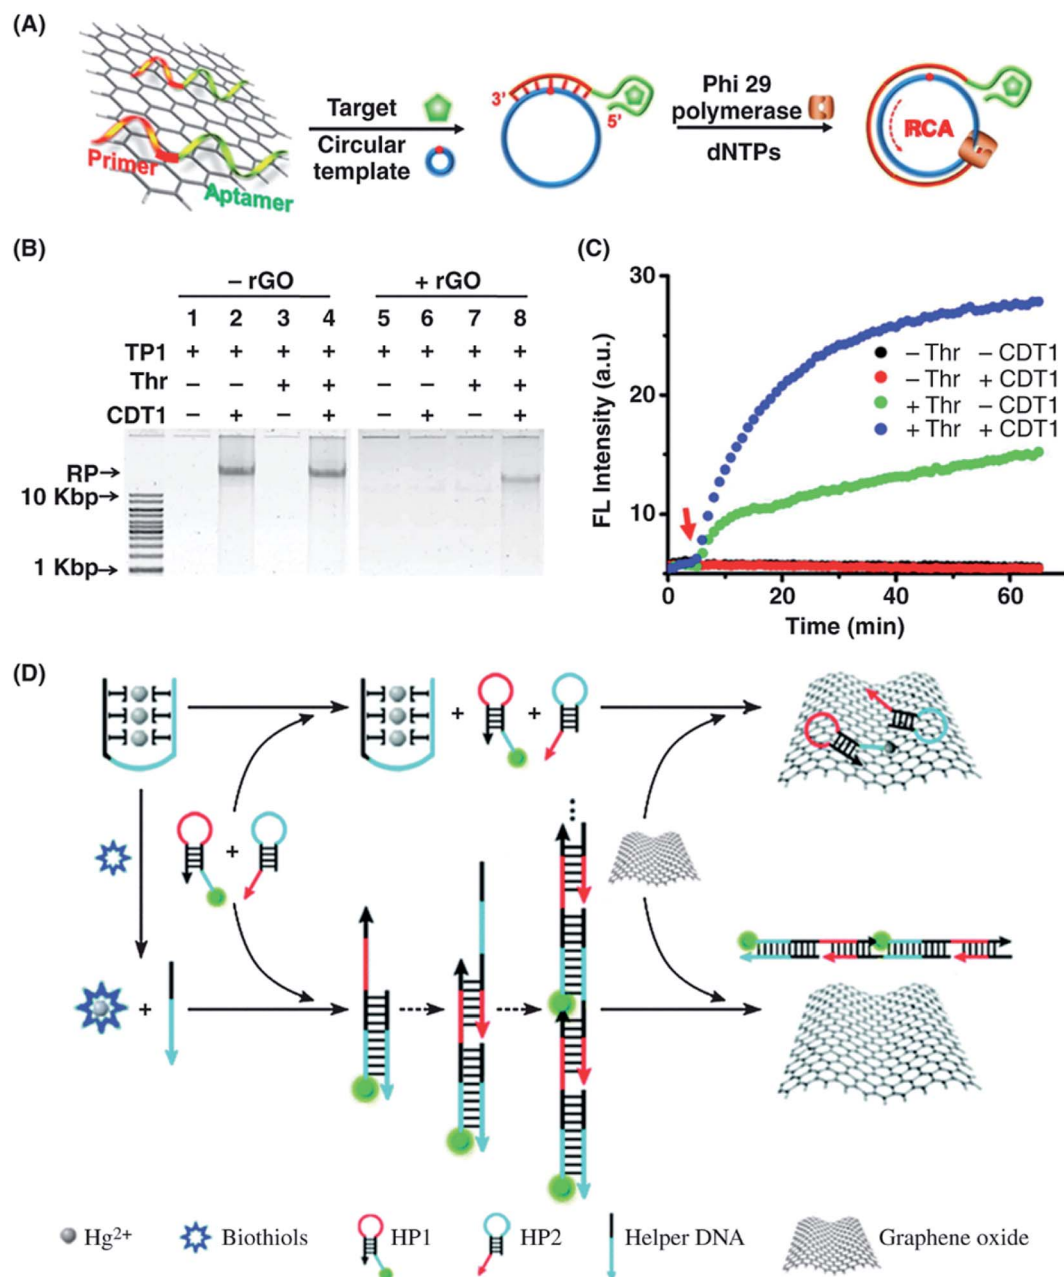 (A)
Primer
Aptamer
Target
Circular
template
3'
5'
Phi 29
polymerase
dNTPs
RCA
(B)
– rGO + rGO
1 2 3 4 5 6 7 8
TP1 + + + + + + + +
Thr – – + + – – + +
CDT1 – + – + – + – +
RP→
10 Kbp→
1 Kbp→
(C)
FL Intensity (a.u.)
30
20
10
0 20 40 60
Time (min)
– Thr – CDT1
– Thr + CDT1
+ Thr – CDT1
+ Thr + CDT1
(D)
+ +
+
+
Hg2+ Biothiols HP1 HP2 Helper DNA Graphene oxide